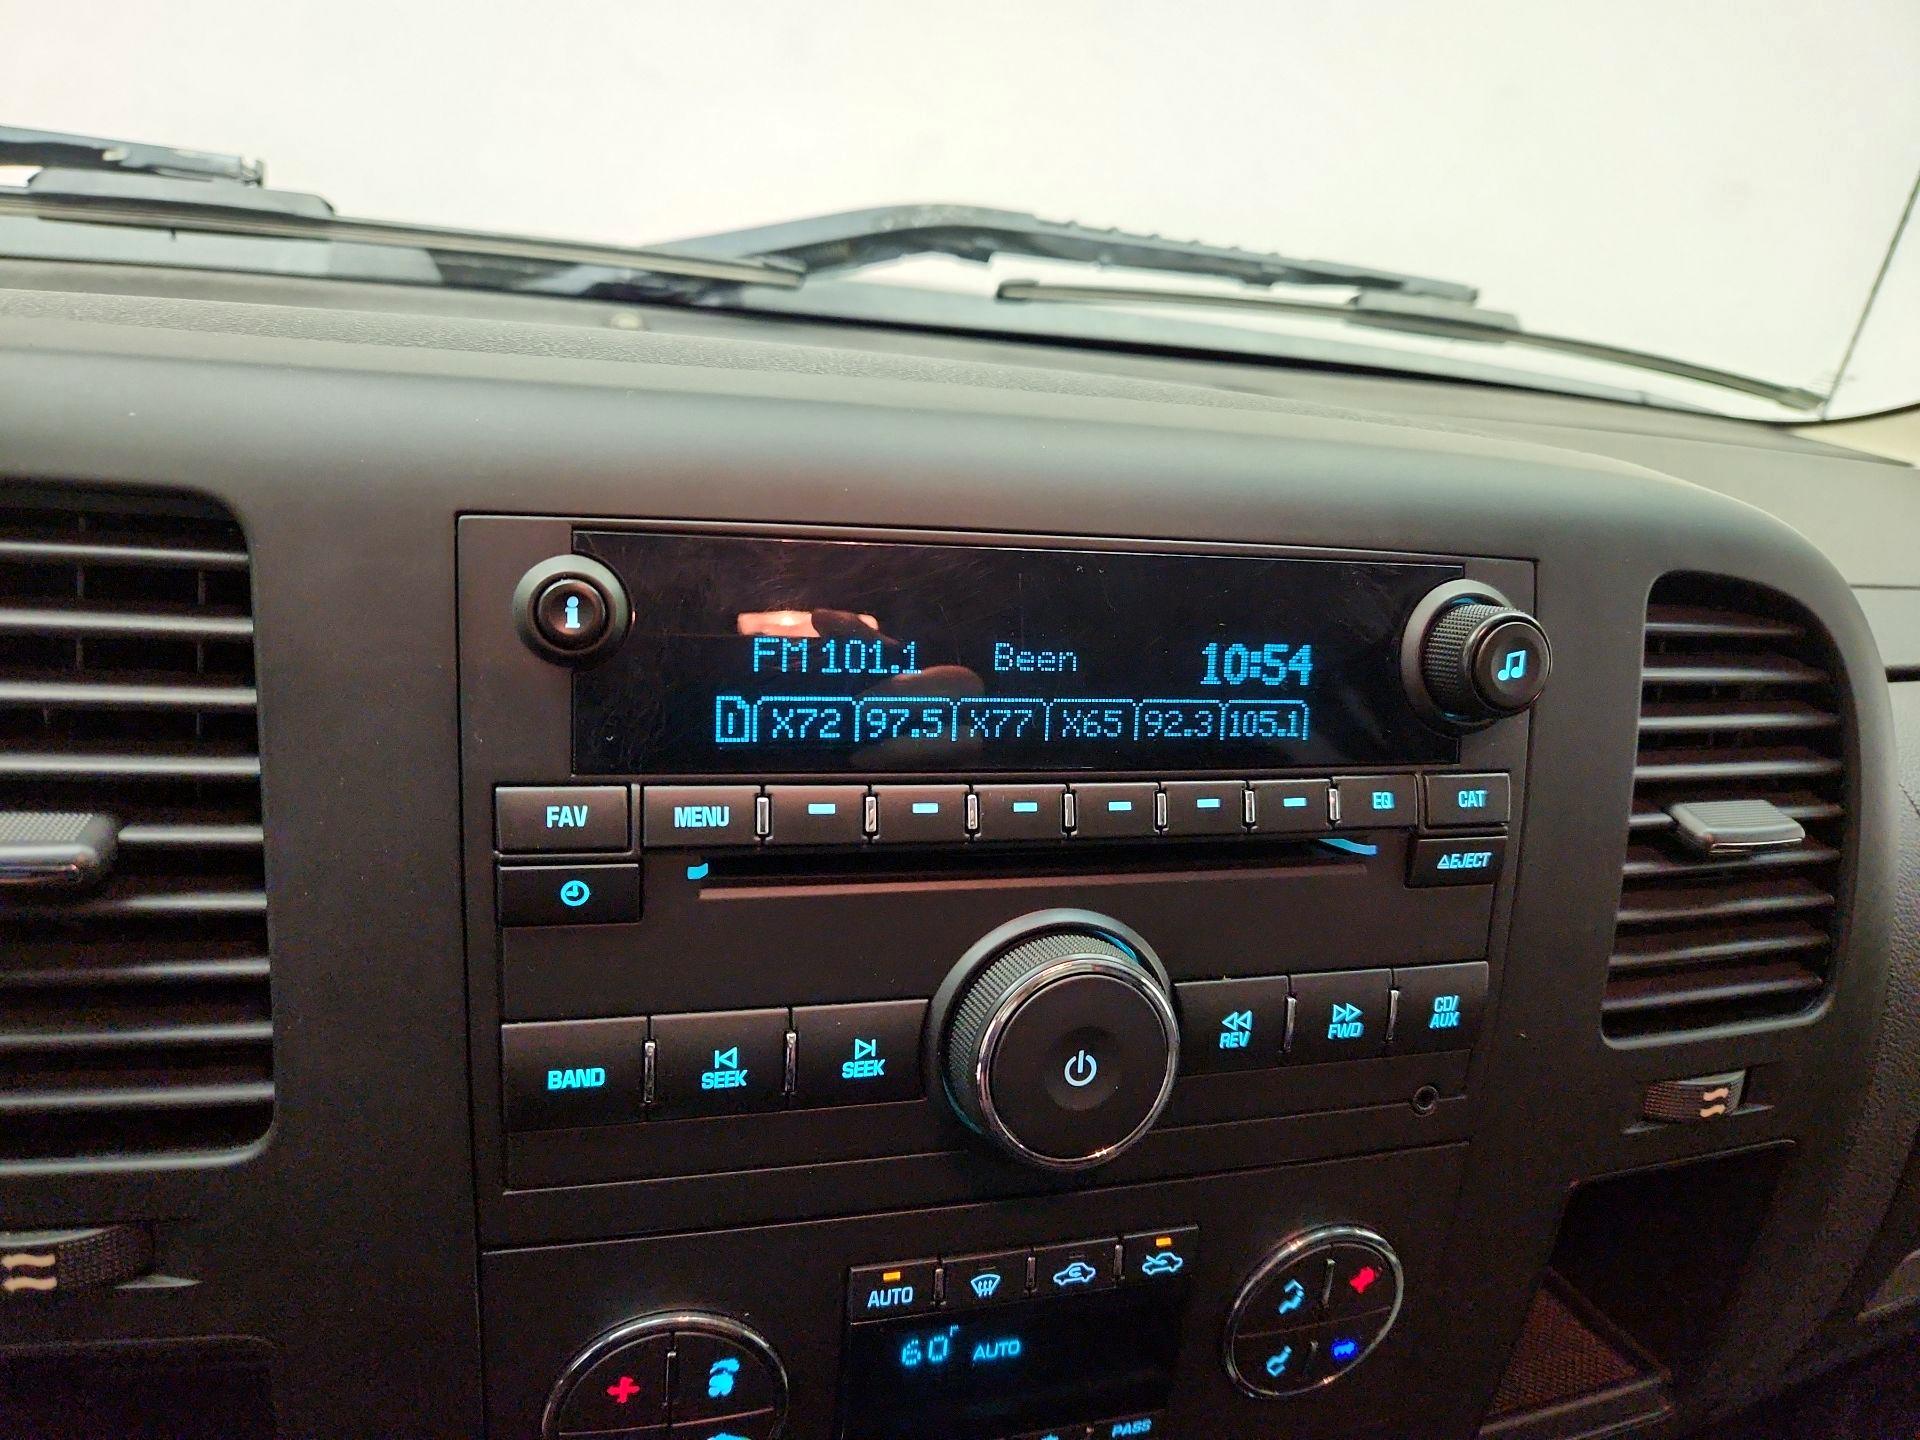 i
FM 101.1 Been 10:54
D X72 97.5 X77 X65 92.3 105.1
FAV MENU EQ CAT
EJECT
BAND SEEK SEEK REV FWD CD/
AUX
AUTO
60°F AUTO
PASS